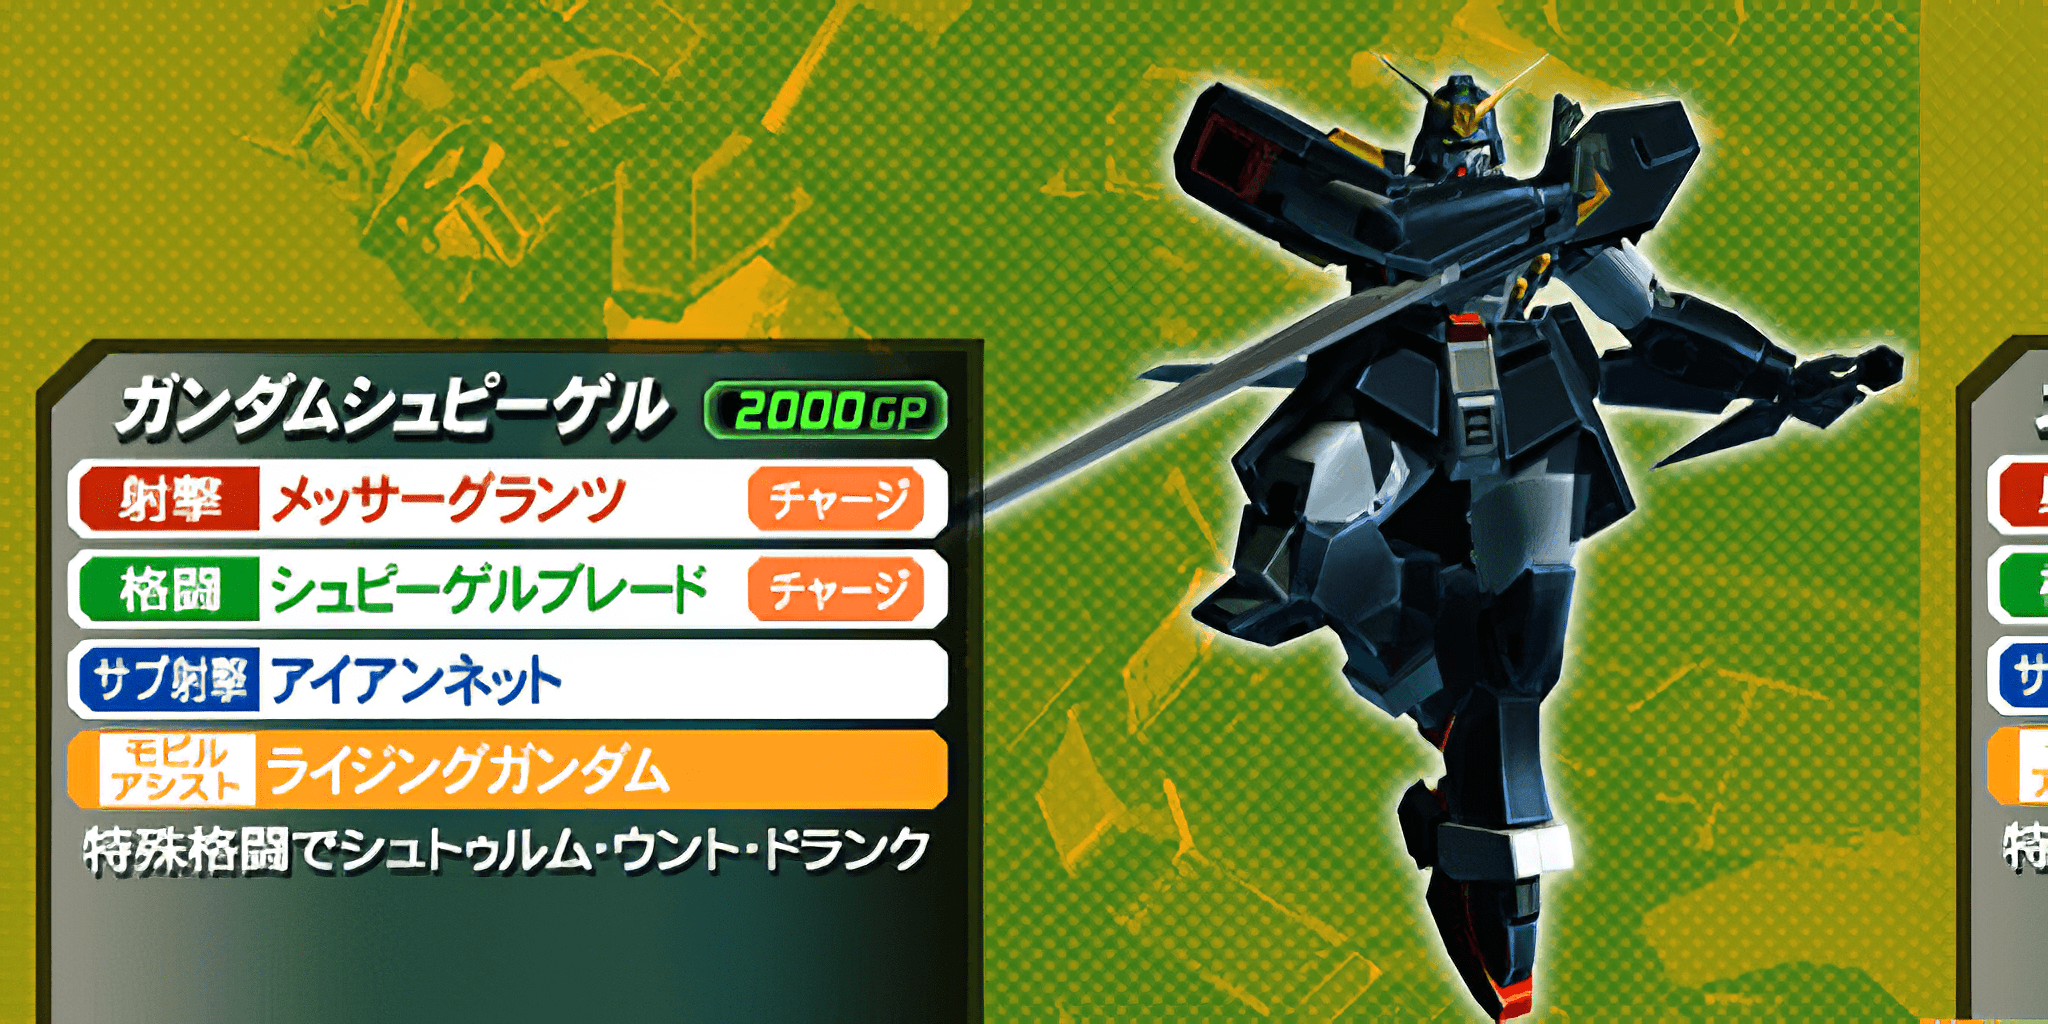 ガンダムシュピーゲル 2000GP
射撃 メッサーグランツ チャージ
格闘 シュピーゲルブレード チャージ
サブ射撃 アイアンネット
モビルアシスト ライジングガンダム
特殊格闘でシュトゥルム・ウント・ドランク
サ
特